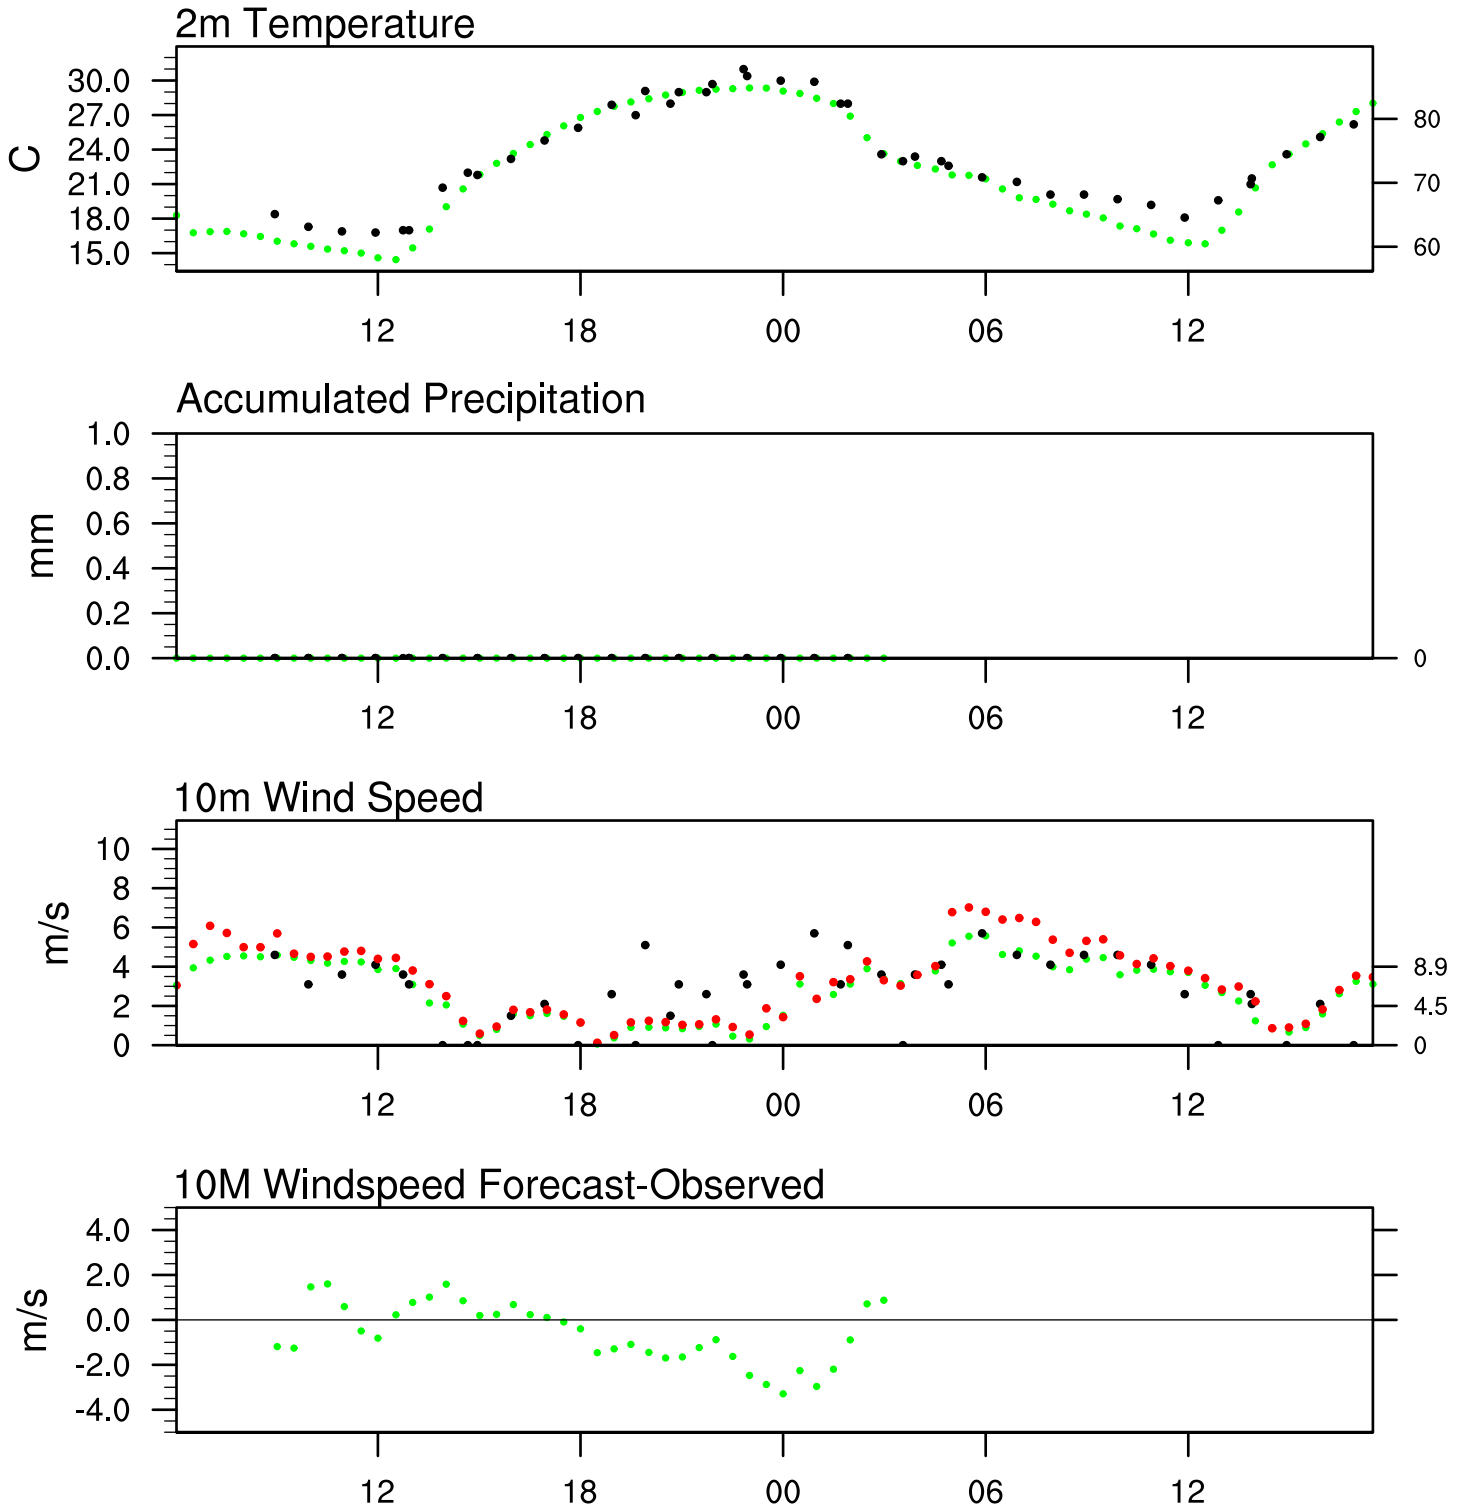 2m Temperature
C
30.0
27.0
24.0
21.0
18.0
15.0
80
70
60
12 18 00 06 12
Accumulated Precipitation
mm
1.0
0.8
0.6
0.4
0.2
0.0
0
12 18 00 06 12
10m Wind Speed
m/s
10
8
6
4
2
0
8.9
4.5
0
12 18 00 06 12
10M Windspeed Forecast-Observed
m/s
4.0
2.0
0.0
-2.0
-4.0
12 18 00 06 12